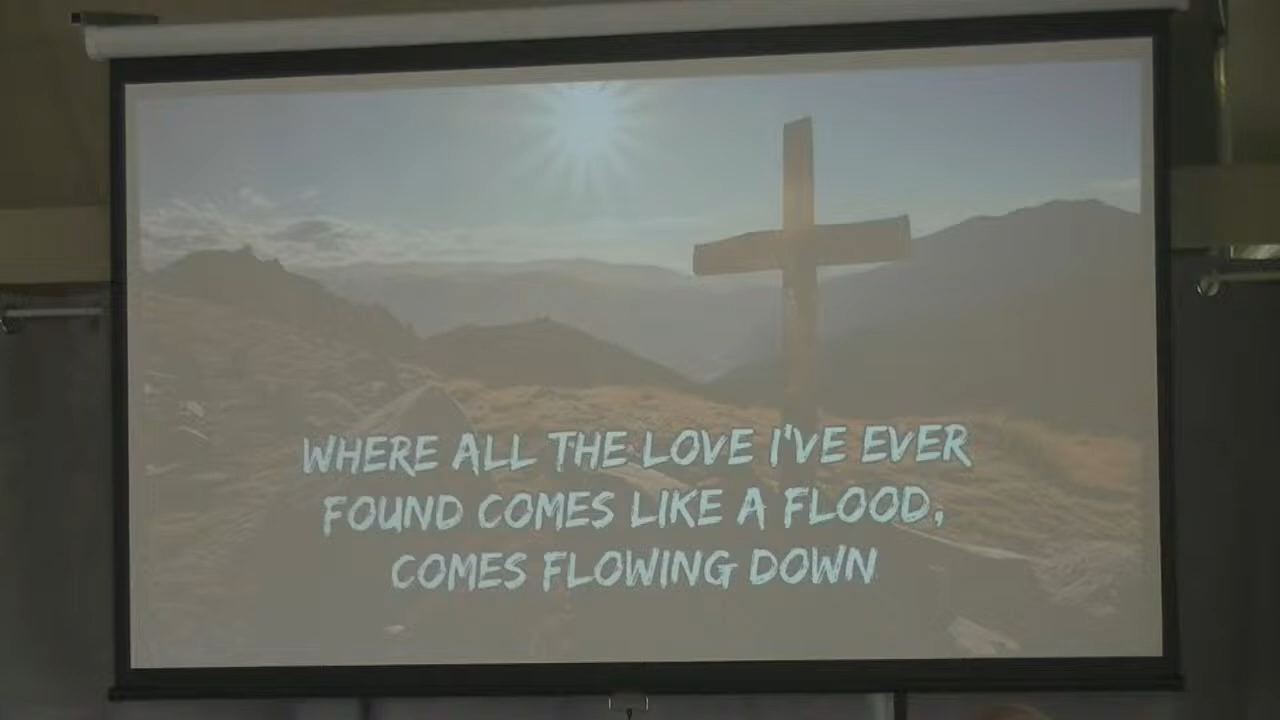 WHERE ALL THE LOVE I'VE EVER
FOUND COMES LIKE A FLOOD,
COMES FLOWING DOWN